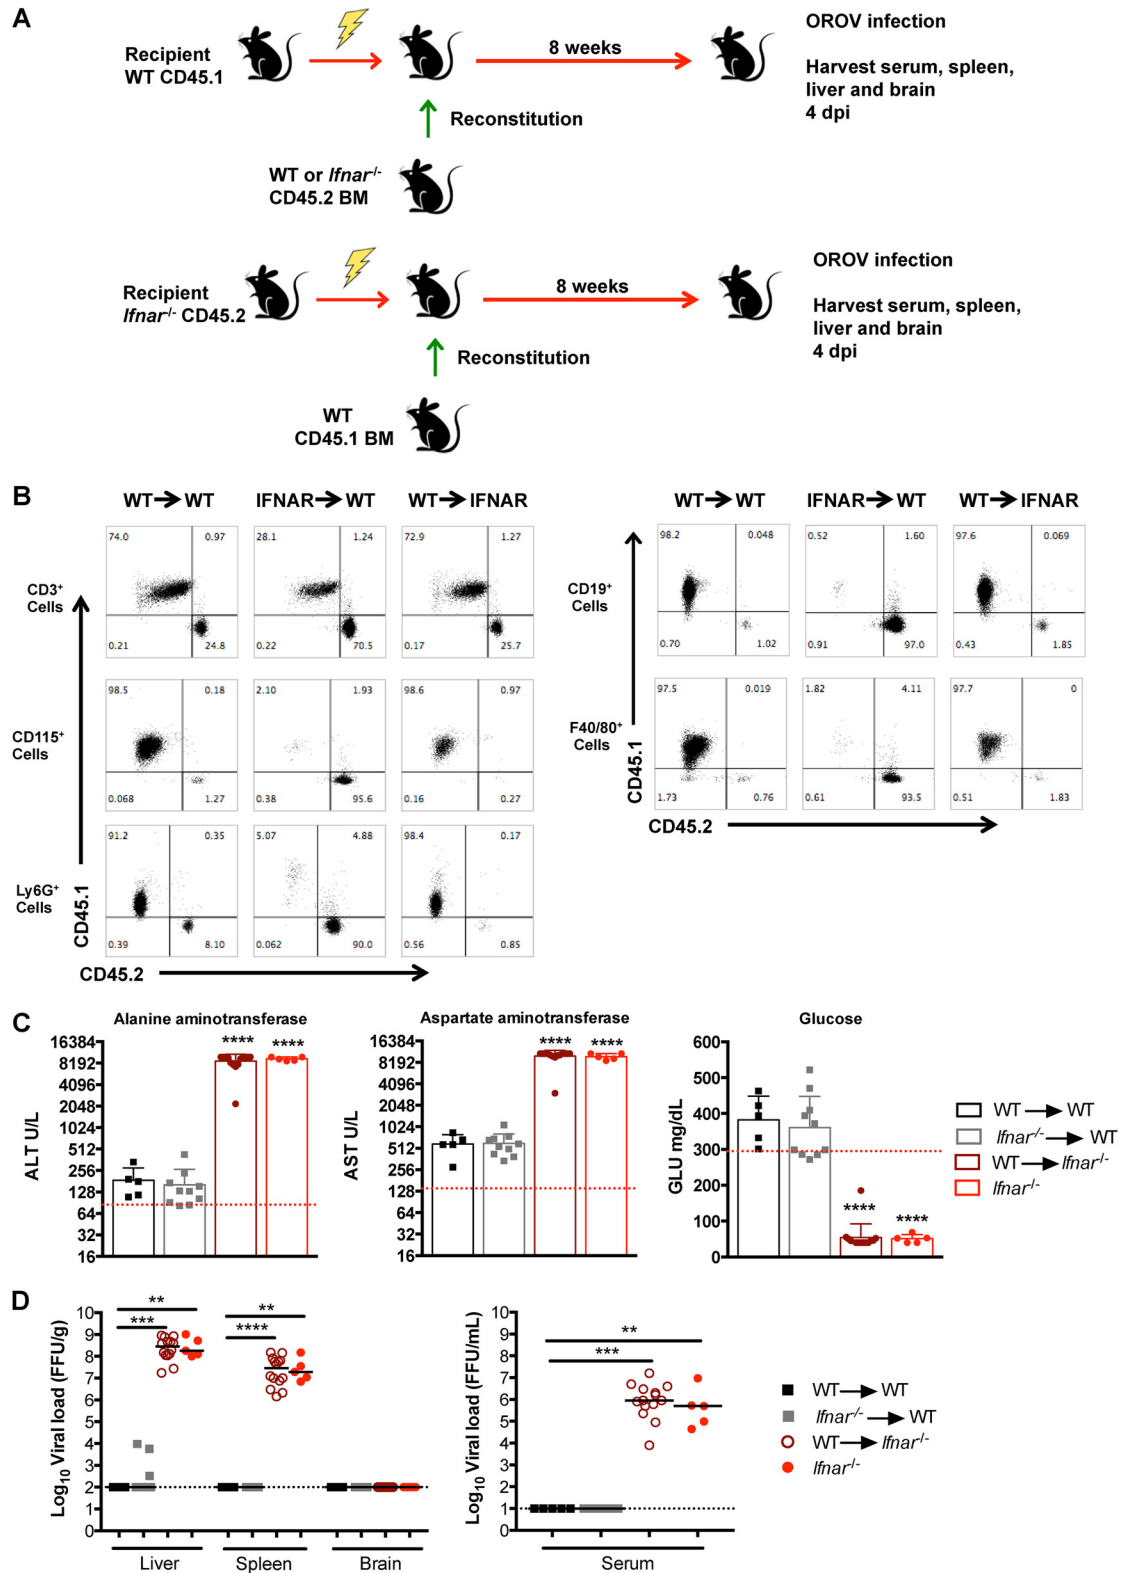 A
Recipient
WT CD45.1
8 weeks
OROV infection
Harvest serum, spleen,
liver and brain
4 dpi
Reconstitution
WT or Ifnar-/-
CD45.2 BM
Recipient
Ifnar-/- CD45.2
8 weeks
OROV infection
Harvest serum, spleen,
liver and brain
4 dpi
Reconstitution
WT
CD45.1 BM
B
WT→WT IFNAR→WT WT→IFNAR
CD3+
Cells
74.0 0.97 0.21 24.8
28.1 1.24 0.22 70.5
72.9 1.27 0.17 25.7
CD115+
Cells
98.5 0.18 0.068 1.27
2.10 1.93 0.38 95.6
98.6 0.97 0.16 0.27
Ly6G+
Cells
91.2 0.35 0.39 8.10
5.07 4.88 0.062 90.0
98.4 0.17 0.56 0.85
CD45.1
CD45.2
WT→WT IFNAR→WT WT→IFNAR
CD19+
Cells
98.2 0.048 0.70 1.02
0.52 1.60 0.91 97.0
97.6 0.069 0.43 1.85
F40/80+
Cells
97.5 0.019 1.73 0.76
1.82 4.11 0.61 93.5
97.7 0 0.51 1.83
CD45.1
CD45.2
C
Alanine aminotransferase
ALT U/L
16384
8192
4096
2048
1024
512
256
128
64
32
16
**** ****
Aspartate aminotransferase
AST U/L
16384
8192
4096
2048
1024
512
256
128
64
32
16
**** ****
Glucose
GLU mg/dL
600
500
400
300
200
100
0
**** ****
WT→WT
Ifnar-/-→WT
WT→Ifnar-/-
Ifnar-/-
D
Log10 Viral load (FFU/g)
10
9
8
7
6
5
4
3
2
1
0
**
***
**
****
Liver Spleen Brain
Log10 Viral load (FFU/mL)
10
9
8
7
6
5
4
3
2
1
0
**
***
Serum
WT→WT
Ifnar-/-→WT
WT→Ifnar-/-
Ifnar-/-